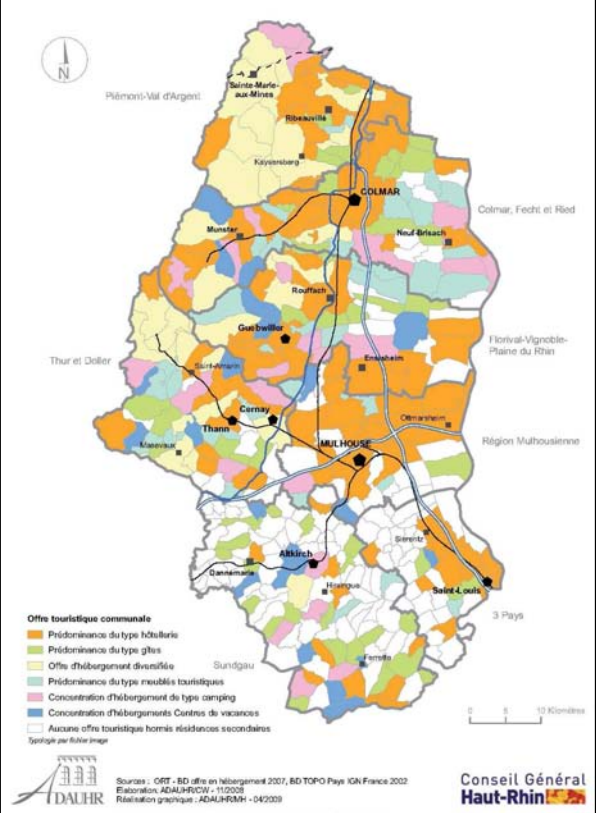 N
Piémont-Val d'Argent
Sainte-Marie-
aux-Mines
Ribeauvillé
Kaysersberg
COLMAR
Colmar, Fecht et Ried
Munster
Neuf-Brisach
Rouffach
Guebwiller
Florival-Vignoble-
Plaine du Rhin
Thur et Doller
Saint-Amarin
Ensisheim
Cernay
Thann
Ottmarsheim
Masevaux
MULHOUSE
Région Mulhousienne
Sierentz
Altkirch
Dannemarie
Hirsingue
Saint-Louis
3 Pays
Ferrette
Sundgau
Offre touristique communale
Prédominance du type hôtellerie
Prédominance du type gîtes
Offre d'hébergement diversifiée
Prédominance du type meublés touristiques
Concentration d'hébergement de type camping
Concentration d'hébergements Centres de vacances
Aucune offre touristique hormis résidences secondaires
Typologie par fichier image
0 5 10 Kilomètres
ADAUHR
Sources : ORT - BD offre en hébergement 2007, BD TOPO Pays IGN France 2002
Elaboration: ADAUHR/CW - 11/2008
Réalisation graphique : ADAUHR/MH - 04/2009
Conseil Général
Haut-Rhin